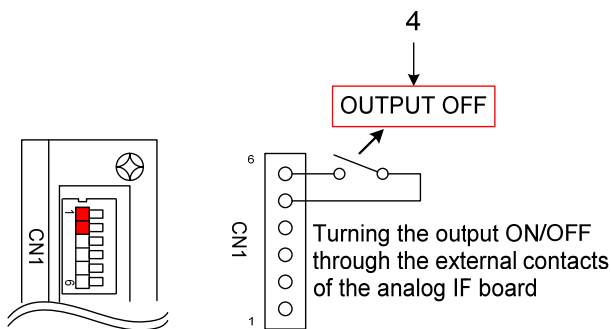 4
OUTPUT OFF
CN1
1
6
CN1
6
1
Turning the output ON/OFF
through the external contacts
of the analog IF board